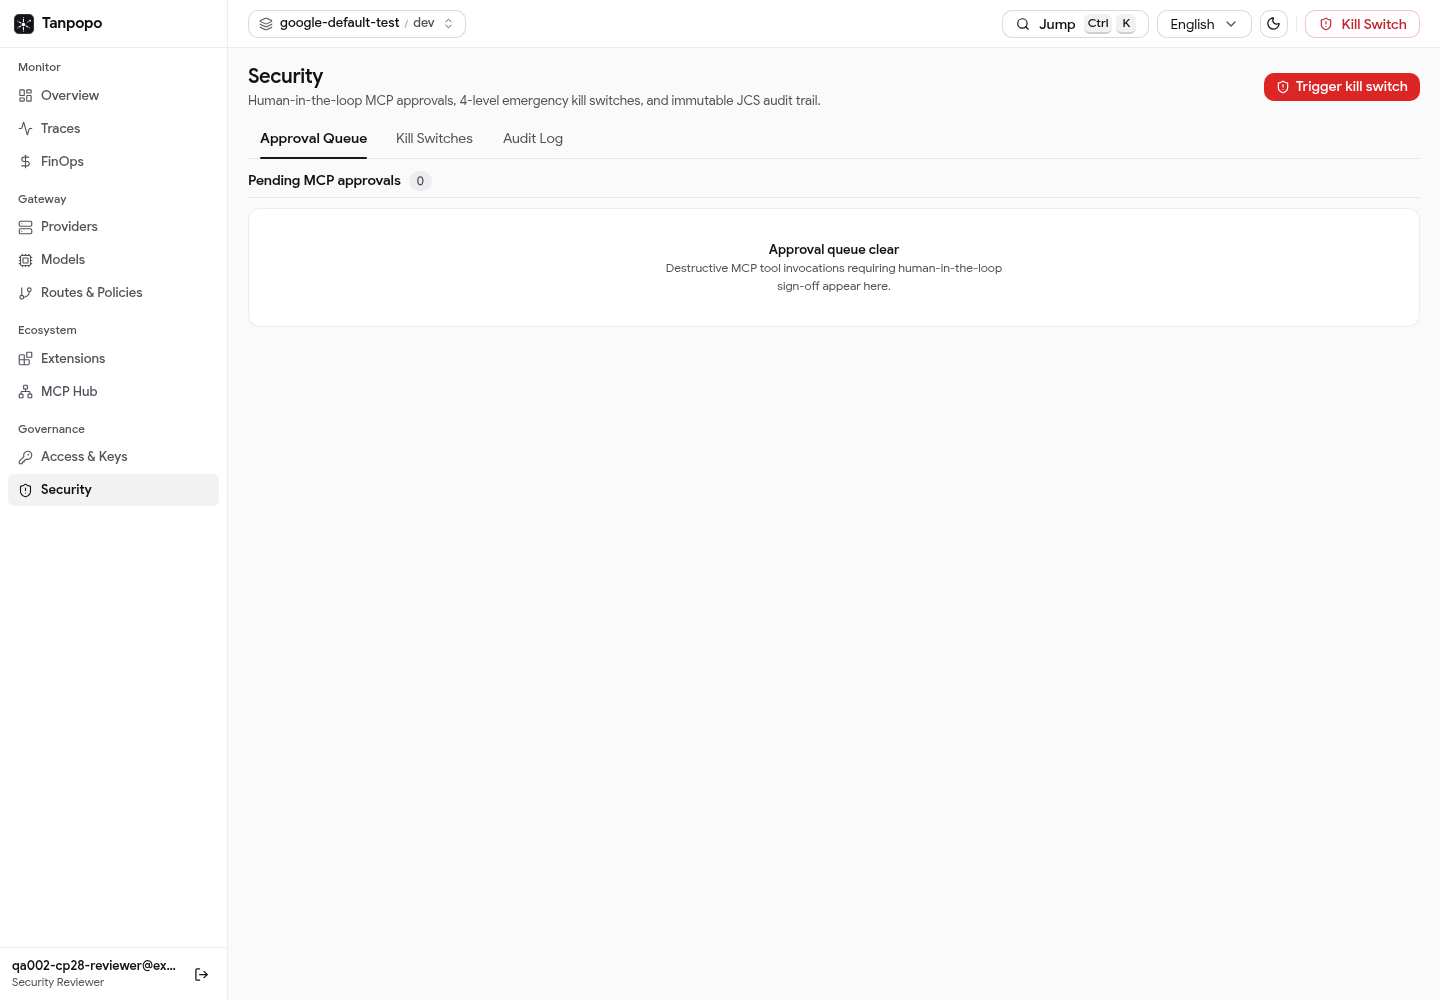 Tanpopo
google-default-test / dev
Jump Ctrl K
English
Kill Switch
Monitor
Overview
Traces
FinOps
Gateway
Providers
Models
Routes & Policies
Ecosystem
Extensions
MCP Hub
Governance
Access & Keys
Security
qa002-cp28-reviewer@ex...
Security Reviewer
Security
Human-in-the-loop MCP approvals, 4-level emergency kill switches, and immutable JCS audit trail.
Trigger kill switch
Approval Queue
Kill Switches
Audit Log
Pending MCP approvals 0
Approval queue clear
Destructive MCP tool invocations requiring human-in-the-loop
sign-off appear here.